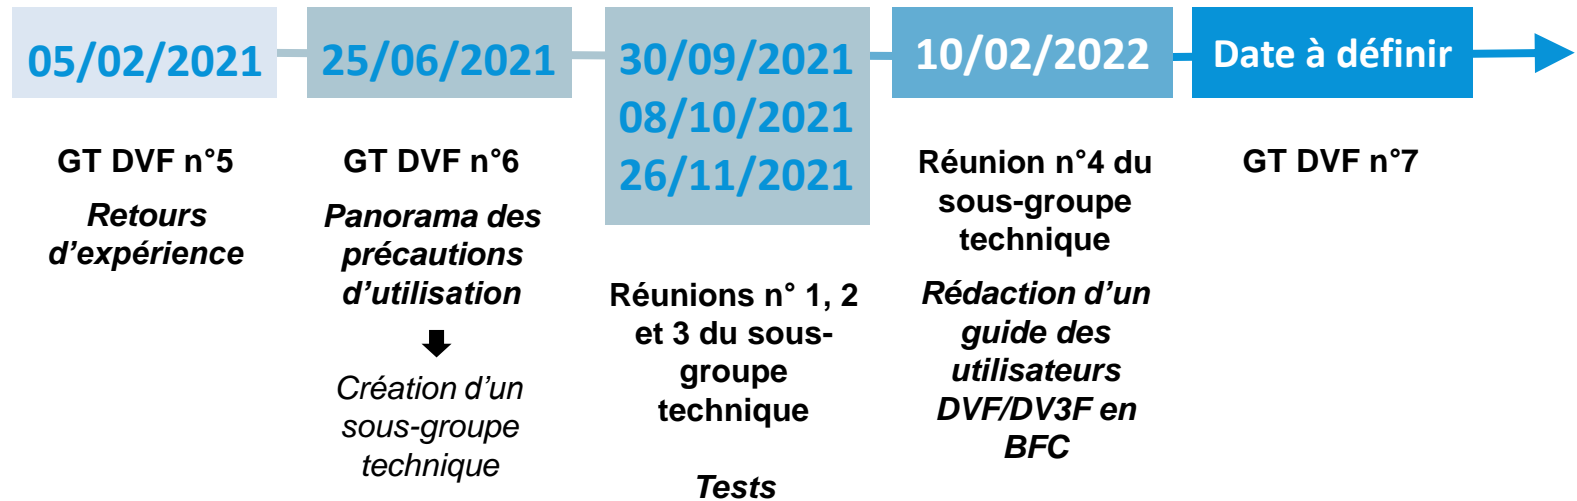 05/02/2021
GT DVF n°5
Retours
d’expérience
25/06/2021
GT DVF n°6
Panorama des
précautions
d’utilisation
Création d’un
sous-groupe
technique
30/09/2021
08/10/2021
26/11/2021
Réunions n° 1, 2
et 3 du sous-
groupe
technique
Tests
10/02/2022
Réunion n°4 du
sous-groupe
technique
Rédaction d’un
guide des
utilisateurs
DVF/DV3F en
BFC
Date à définir
GT DVF n°7